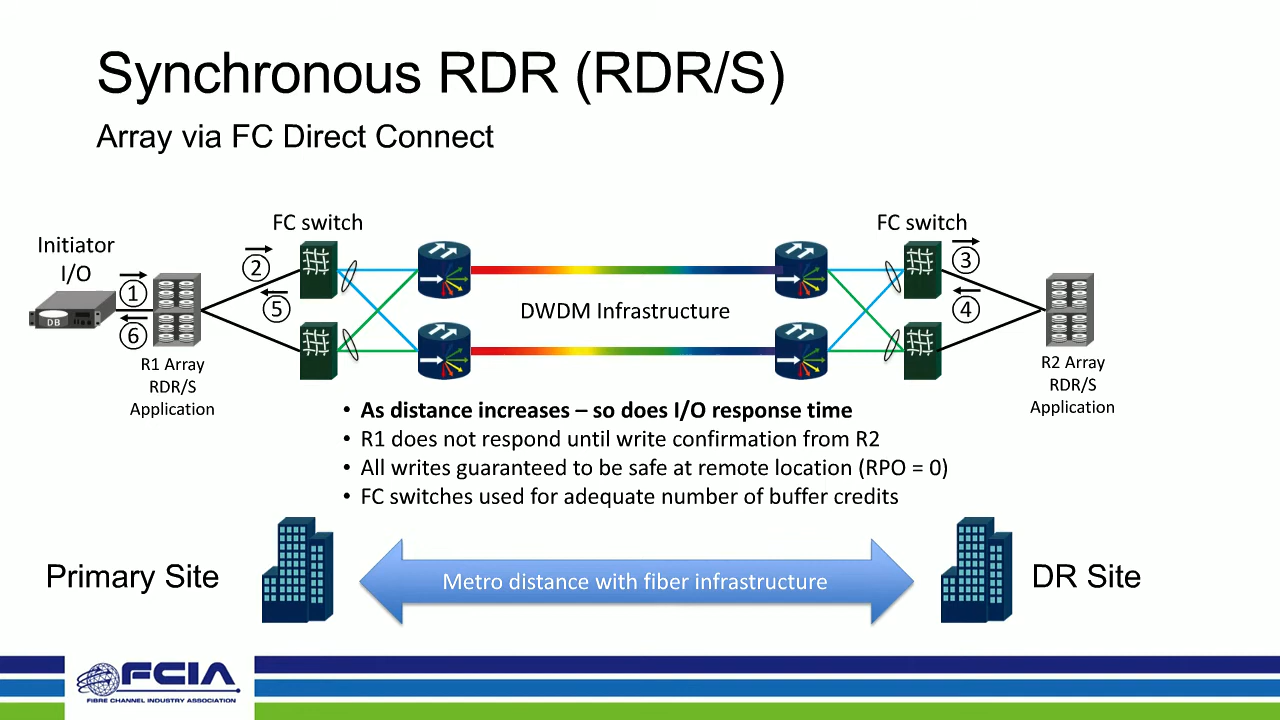 Synchronous RDR (RDR/S)
Array via FC Direct Connect
FC switch
FC switch
Initiator
I/O
1
2
3
4
5
6
DB
DWDM Infrastructure
R1 Array
RDR/S
Application
R2 Array
RDR/S
Application
• As distance increases – so does I/O response time
• R1 does not respond until write confirmation from R2
• All writes guaranteed to be safe at remote location (RPO = 0)
• FC switches used for adequate number of buffer credits
Primary Site
Metro distance with fiber infrastructure
DR Site
FCIA
FIBRE CHANNEL INDUSTRY ASSOCIATION